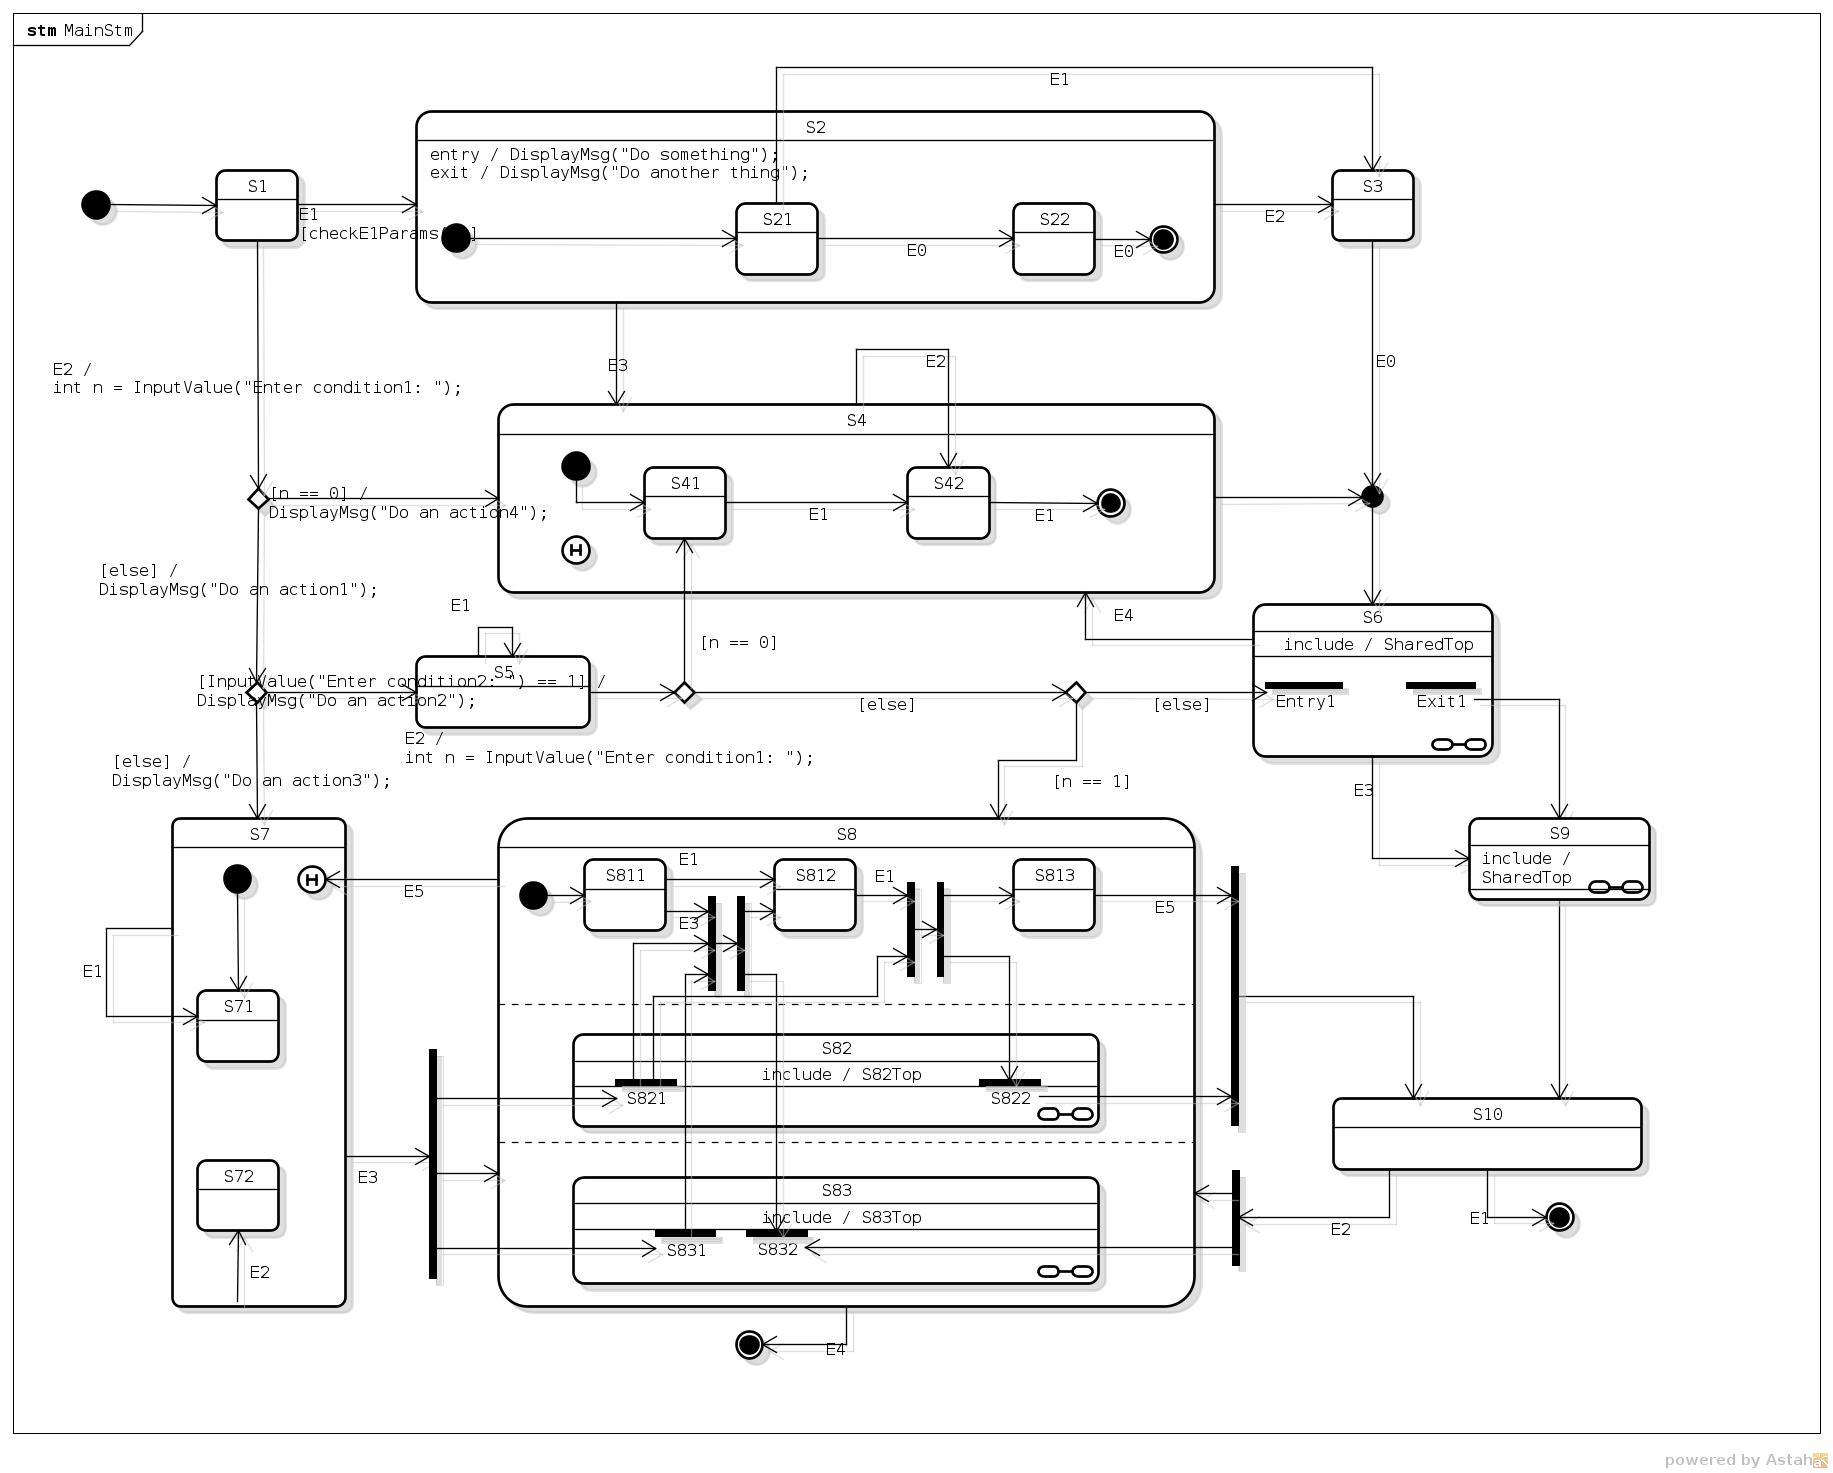 stm MainStm
E1
S2
entry / DisplayMsg("Do something");
exit / DisplayMsg("Do another thing");
S1
S3
E1
[checkE1Params(
]
S21
S22
E2
E0
E0
E3
E2
E0
E2 /
int n = InputValue("Enter condition1: ");
S4
S41
S42
[n == 0] /
DisplayMsg("Do an action4");
E1
E1
H
[else] /
DisplayMsg("Do an action1");
E1
E4
S6
include / SharedTop
[n == 0]
S5
[InputValue("Enter condition2: ") == 1] /
DisplayMsg("Do an action2");
[else]
[else]
Entry1
Exit1
E2 /
int n = InputValue("Enter condition1: ");
[else] /
DisplayMsg("Do an action3");
[n == 1]
E3
S7
S8
S9
include /
SharedTop
H
E5
S811
E1
S812
E1
S813
E3
E5
E1
S71
S82
include / S82Top
S821
S822
S10
E3
S72
S83
include / S83Top
S831
S832
E2
E1
E2
E4
powered by Astah